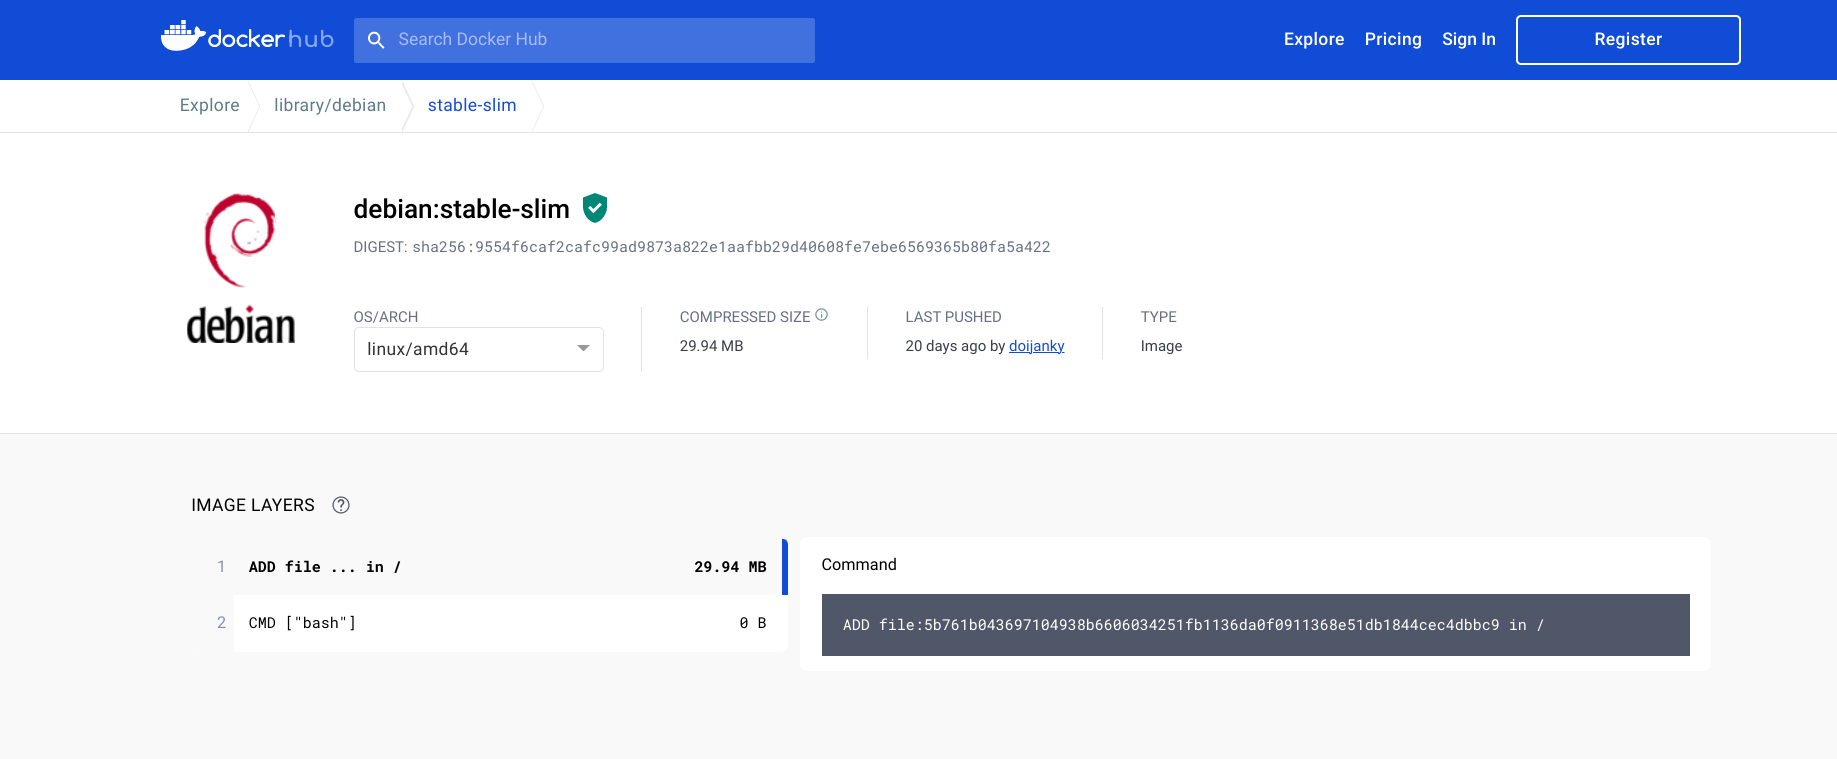 dockerhub
Search Docker Hub
Explore
Pricing
Sign In
Register
Explore
library/debian
stable-slim
debian
debian:stable-slim
DIGEST: sha256:9554f6caf2cafc99ad9873a822e1aafbb29d40608fe7ebe6569365b80fa5a422
OS/ARCH
linux/amd64
COMPRESSED SIZE
29.94 MB
LAST PUSHED
20 days ago by doijanky
TYPE
Image
IMAGE LAYERS
1 ADD file ... in / 29.94 MB
2 CMD ["bash"] 0 B
Command
ADD file:5b761b043697104938b6606034251fb1136da0f0911368e51db1844cec4dbbc9 in /